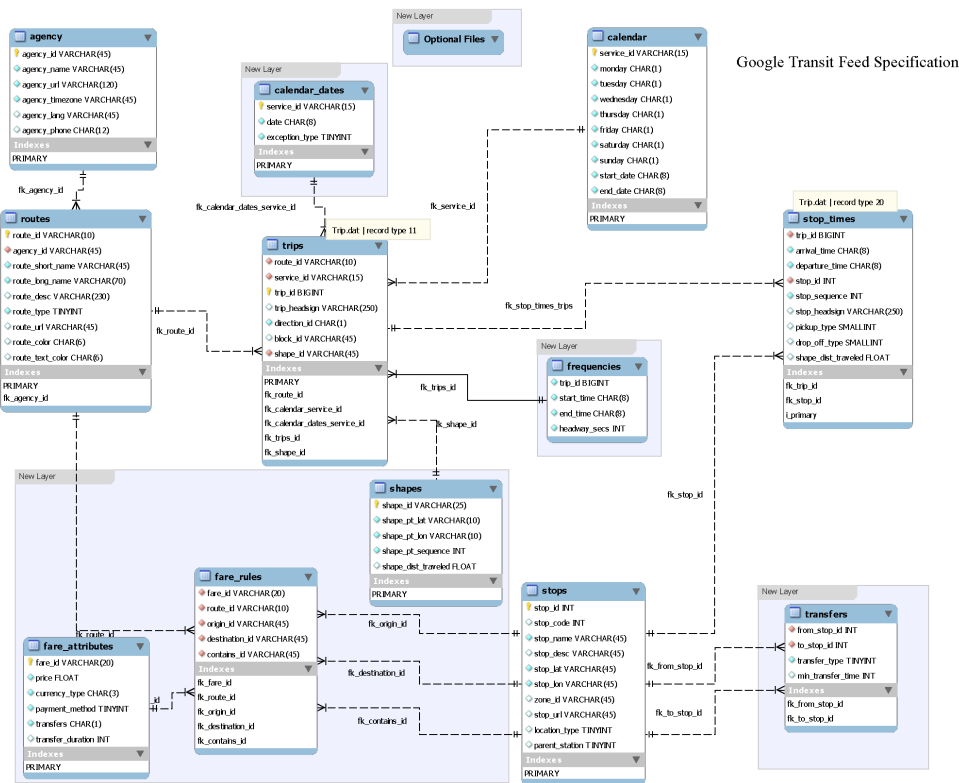 Google Transit Feed Specification
agency
agency_id VARCHAR(45)
agency_name VARCHAR(45)
agency_url VARCHAR(120)
agency_timezone VARCHAR(45)
agency_lang VARCHAR(45)
agency_phone CHAR(12)
Indexes
PRIMARY
New Layer
Optional Files
New Layer
calendar_dates
service_id VARCHAR(15)
date CHAR(8)
exception_type TINYINT
Indexes
PRIMARY
calendar
service_id VARCHAR(15)
monday CHAR(1)
tuesday CHAR(1)
wednesday CHAR(1)
thursday CHAR(1)
friday CHAR(1)
saturday CHAR(1)
sunday CHAR(1)
start_date CHAR(8)
end_date CHAR(8)
Indexes
PRIMARY
fk_agency_id
fk_calendar_dates_service_id
fk_service_id
routes
route_id VARCHAR(10)
agency_id VARCHAR(45)
route_short_name VARCHAR(45)
route_long_name VARCHAR(70)
route_desc VARCHAR(230)
route_type TINYINT
route_url VARCHAR(45)
route_color CHAR(6)
route_text_color CHAR(6)
Indexes
PRIMARY
fk_agency_id
fk_route_id
Trip.dat | record type 11
trips
route_id VARCHAR(10)
service_id VARCHAR(15)
trip_id BIGINT
trip_headsign VARCHAR(250)
direction_id CHAR(1)
block_id VARCHAR(45)
shape_id VARCHAR(45)
Indexes
PRIMARY
fk_route_id
fk_calendar_service_id
fk_calendar_dates_service_id
fk_trips_id
fk_shape_id
Trip.dat | record type 20
stop_times
trip_id BIGINT
arrival_time CHAR(8)
departure_time CHAR(8)
stop_id INT
stop_sequence INT
stop_headsign VARCHAR(250)
pickup_type SMALLINT
drop_off_type SMALLINT
shape_dist_traveled FLOAT
Indexes
fk_trip_id
fk_stop_id
i_primary
fk_stop_times_trips
New Layer
frequencies
trip_id BIGINT
start_time CHAR(8)
end_time CHAR(8)
headway_secs INT
fk_trips_id
fk_shape_id
New Layer
shapes
shape_id VARCHAR(25)
shape_pt_lat VARCHAR(10)
shape_pt_lon VARCHAR(10)
shape_pt_sequence INT
shape_dist_traveled FLOAT
Indexes
PRIMARY
fk_stop_id
fare_rules
fare_id VARCHAR(20)
route_id VARCHAR(10)
origin_id VARCHAR(45)
destination_id VARCHAR(45)
contains_id VARCHAR(45)
Indexes
fk_fare_id
fk_route_id
fk_origin_id
fk_destination_id
fk_contains_id
fk_route_id
fare_attributes
fare_id VARCHAR(20)
price FLOAT
currency_type CHAR(3)
payment_method TINYINT
transfers CHAR(1)
transfer_duration INT
Indexes
PRIMARY
_id
fk_origin_id
fk_destination_id
fk_contains_id
stops
stop_id INT
stop_code INT
stop_name VARCHAR(45)
stop_desc VARCHAR(45)
stop_lat VARCHAR(45)
stop_lon VARCHAR(45)
zone_id VARCHAR(45)
stop_url VARCHAR(45)
location_type TINYINT
parent_station TINYINT
Indexes
PRIMARY
fk_from_stop_id
fk_to_stop_id
New Layer
transfers
from_stop_id INT
to_stop_id INT
transfer_type TINYINT
min_transfer_time INT
Indexes
fk_from_stop_id
fk_to_stop_id